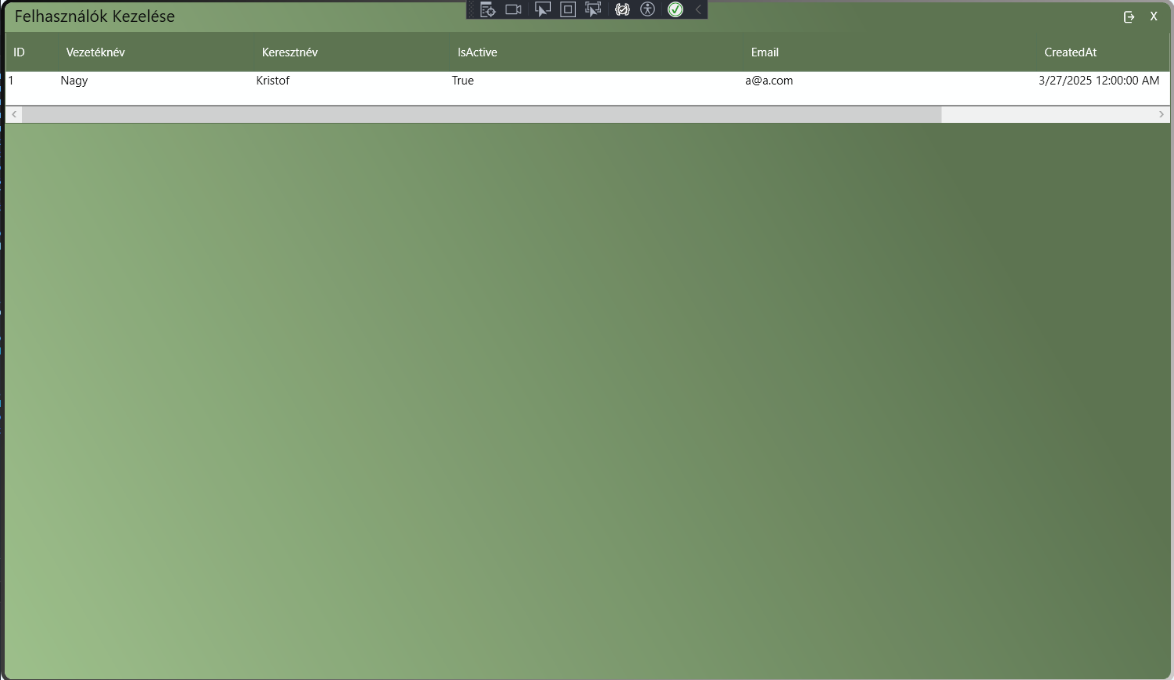 Felhasználók Kezelése
X
ID Vezetéknév Keresztnév IsActive Email CreatedAt
1 Nagy Kristof True a@a.com 3/27/2025 12:00:00 AM